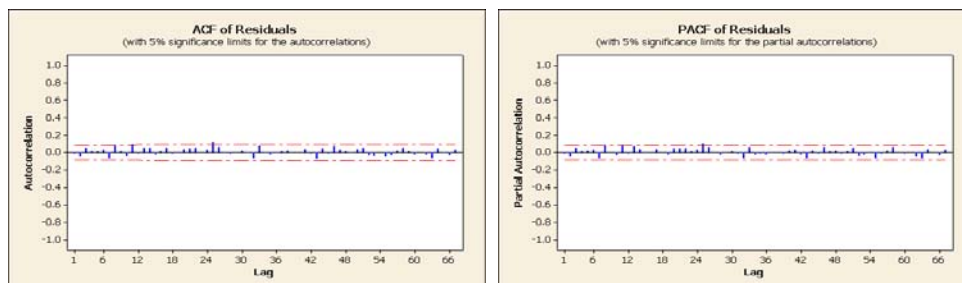 ACF of Residuals
(with 5% significance limits for the autocorrelations)
1.0
0.8
0.6
0.4
0.2
0.0
-0.2
-0.4
-0.6
-0.8
-1.0
Autocorrelation
1 6 12 18 24 30 36 42 48 54 60 66
Lag
PACF of Residuals
(with 5% significance limits for the partial autocorrelations)
1.0
0.8
0.6
0.4
0.2
0.0
-0.2
-0.4
-0.6
-0.8
-1.0
Partial Autocorrelation
1 6 12 18 24 30 36 42 48 54 60 66
Lag